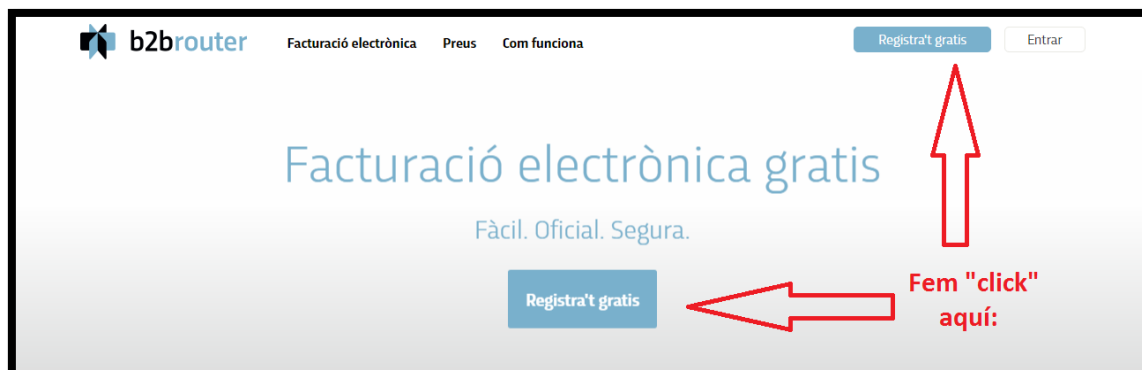 b2brouter Facturació electrònica Preus Com funciona Registra't gratis Entrar
Facturació electrònica gratis
Fàcil. Oficial. Segura.
Registra't gratis
Fem "click"
aquí: